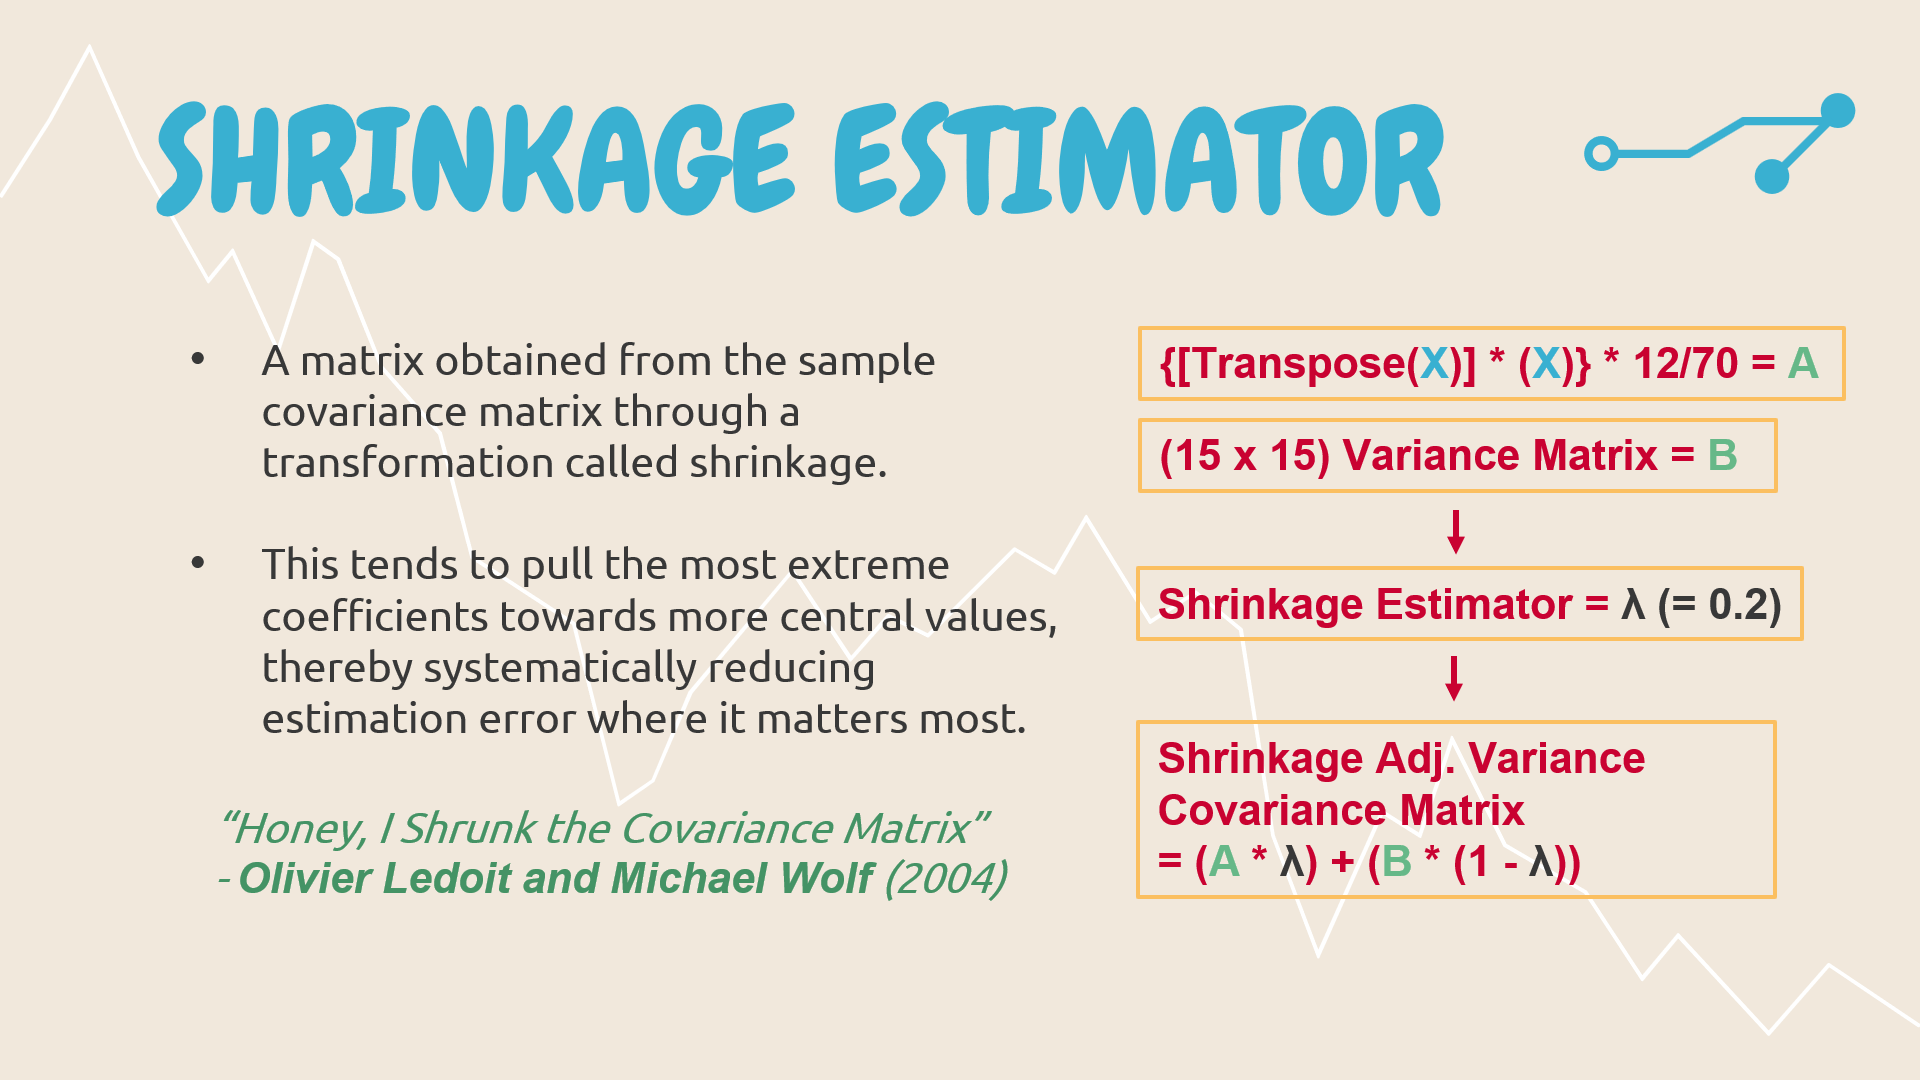 SHRINKAGE ESTIMATOR
• A matrix obtained from the sample
covariance matrix through a
transformation called shrinkage.
• This tends to pull the most extreme
coefficients towards more central values,
thereby systematically reducing
estimation error where it matters most.
“Honey, I Shrunk the Covariance Matrix”
- Olivier Ledoit and Michael Wolf (2004)
{[Transpose(X)] * (X)} * 12/70 = A
(15 x 15) Variance Matrix = B
Shrinkage Estimator = λ (= 0.2)
Shrinkage Adj. Variance
Covariance Matrix
= (A * λ) + (B * (1 - λ))